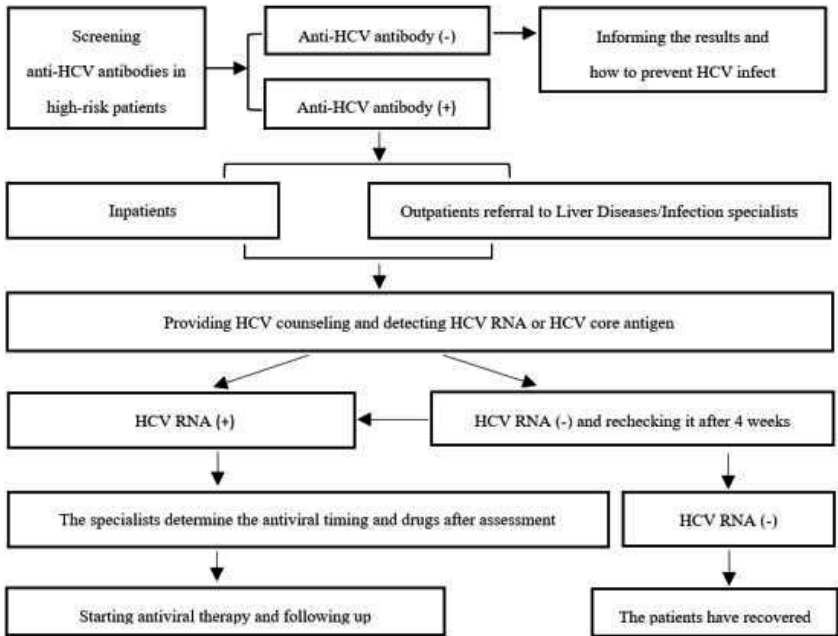 Screening
anti-HCV antibodies in
high-risk patients
Anti-HCV antibody (-)
Anti-HCV antibody (+)
Informing the results and
how to prevent HCV infect
Inpatients
Outpatients referral to Liver Diseases/Infection specialists
Providing HCV counseling and detecting HCV RNA or HCV core antigen
HCV RNA (+)
HCV RNA (-) and rechecking it after 4 weeks
The specialists determine the antiviral timing and drugs after assessment
HCV RNA (-)
Starting antiviral therapy and following up
The patients have recovered